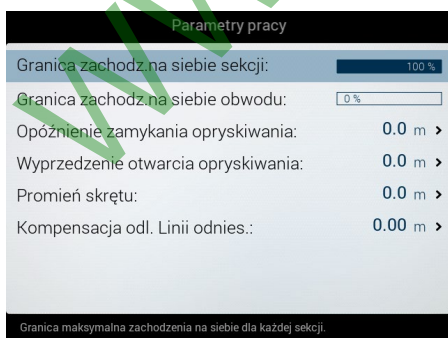 Parametry pracy
Granica zachodz.na siebie sekcji: 100 %
Granica zachodz.na siebie obwodu: 0 %
Opóźnienie zamykania opryskiwania: 0.0 m >
Wyprzedzenie otwarcia opryskiwania: 0.0 m >
Promień skrętu: 0.0 m >
Kompensacja odl. Linii odnies.: 0.00 m >
Granica maksymalna zachodzenia na siebie dla każdej sekcji.